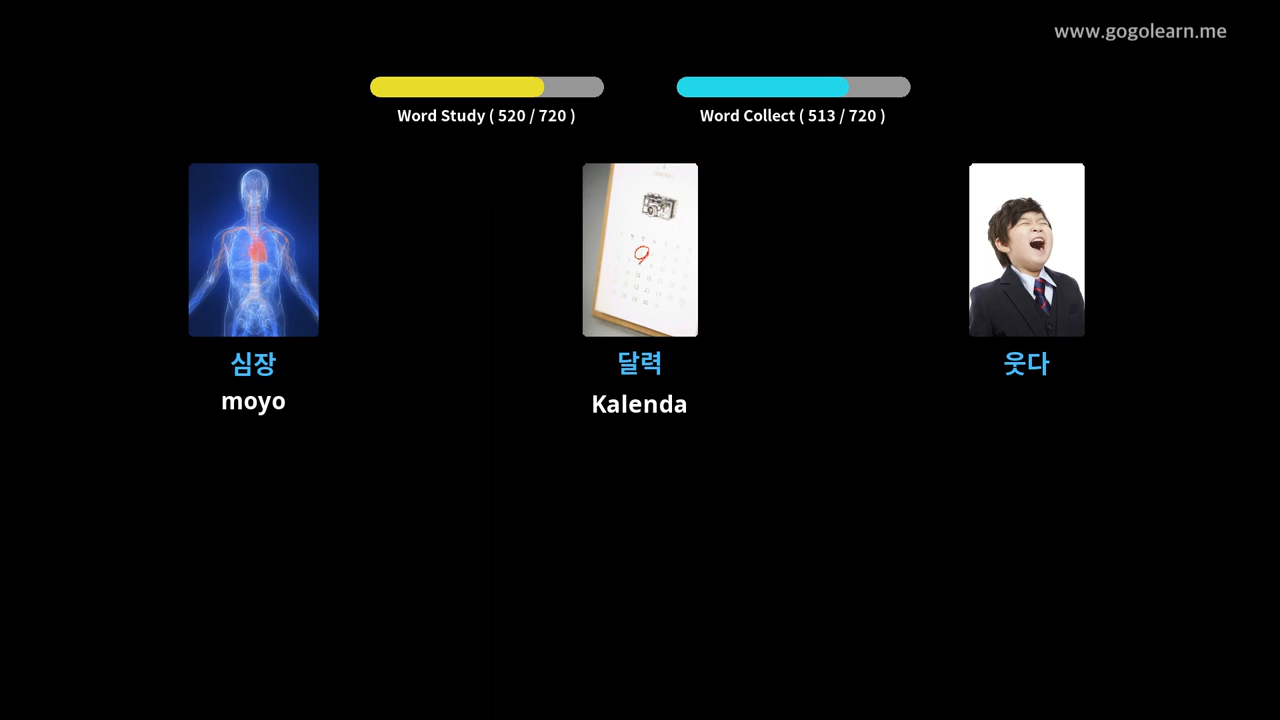 www.gogolearn.me
Word Study ( 520 / 720 )
Word Collect ( 513 / 720 )
심장
moyo
달력
Kalenda
웃다